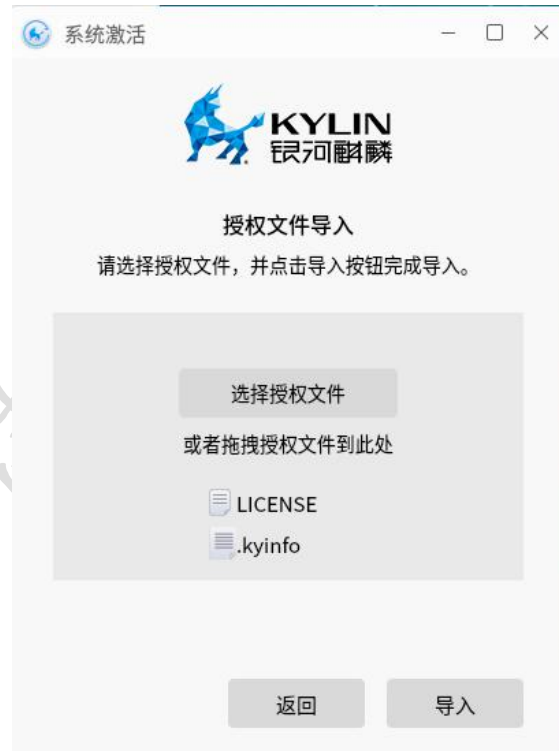 系统激活
KYLIN
银河麒麟
授权文件导入
请选择授权文件，并点击导入按钮完成导入。
选择授权文件
或者拖拽授权文件到此处
LICENSE
.kyinfo
返回
导入